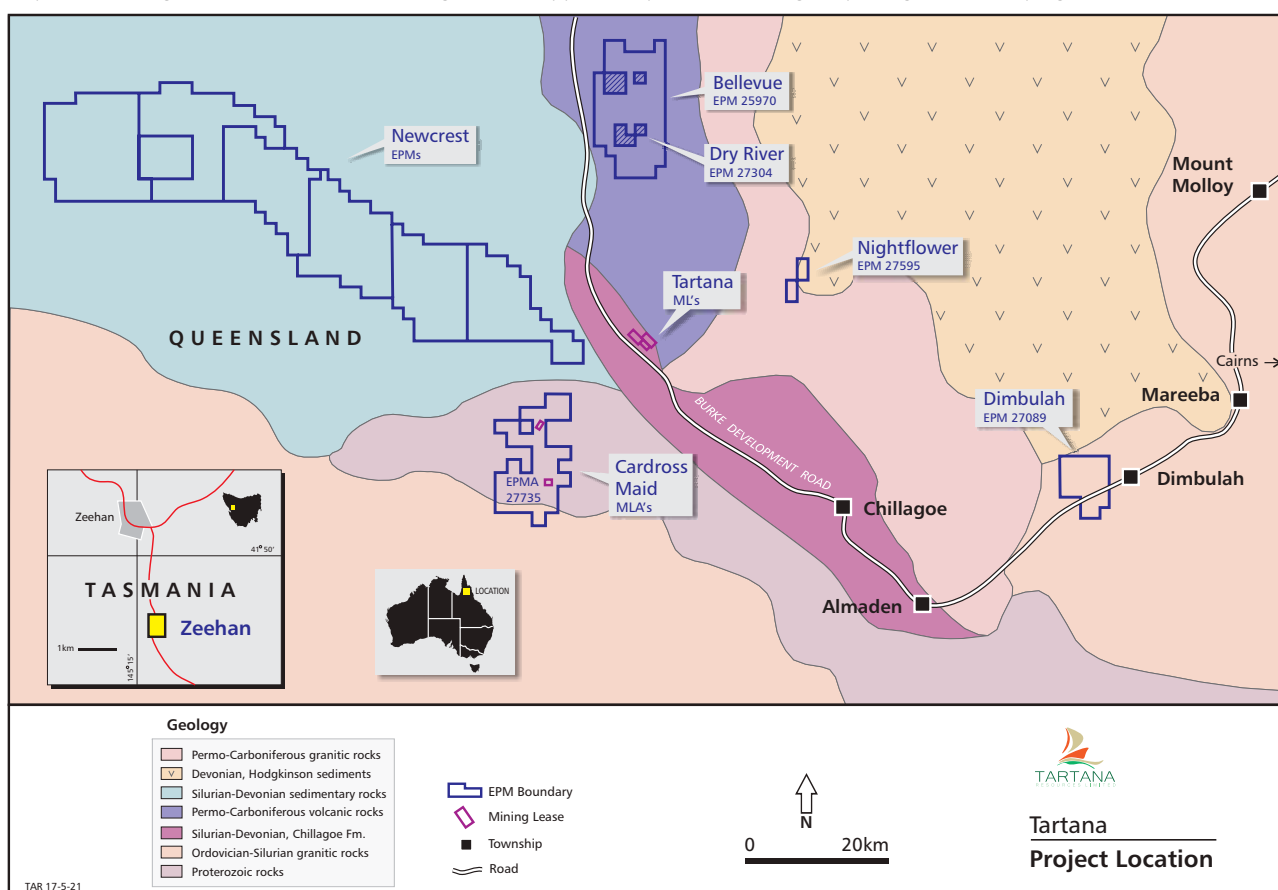 Bellevue
EPM 25970
Newcrest
EPMs
Dry River
EPM 27304
Mount
Molloy
Nightflower
EPM 27595
Tartana
ML's
QUEENSLAND
Cairns →
Dimbulah
EPM 27089
Mareeba
BURKE DEVELOPMENT ROAD
Cardross
Maid
MLA's
EPMA
27735
Dimbulah
Chillagoe
Almaden
Zeehan
41° 50'
TASMANIA
Zeehan
1km
145° 15'
LOCATION
Geology
Permo-Carboniferous granitic rocks
Devonian, Hodgkinson sediments
Silurian-Devonian sedimentary rocks
Permo-Carboniferous volcanic rocks
Silurian-Devonian, Chillagoe Fm.
Ordovician-Silurian granitic rocks
Proterozoic rocks
EPM Boundary
Mining Lease
Township
Road
N
0 20km
TARTANA
RESOURCES LIMITED
Tartana
Project Location
TAR 17-5-21